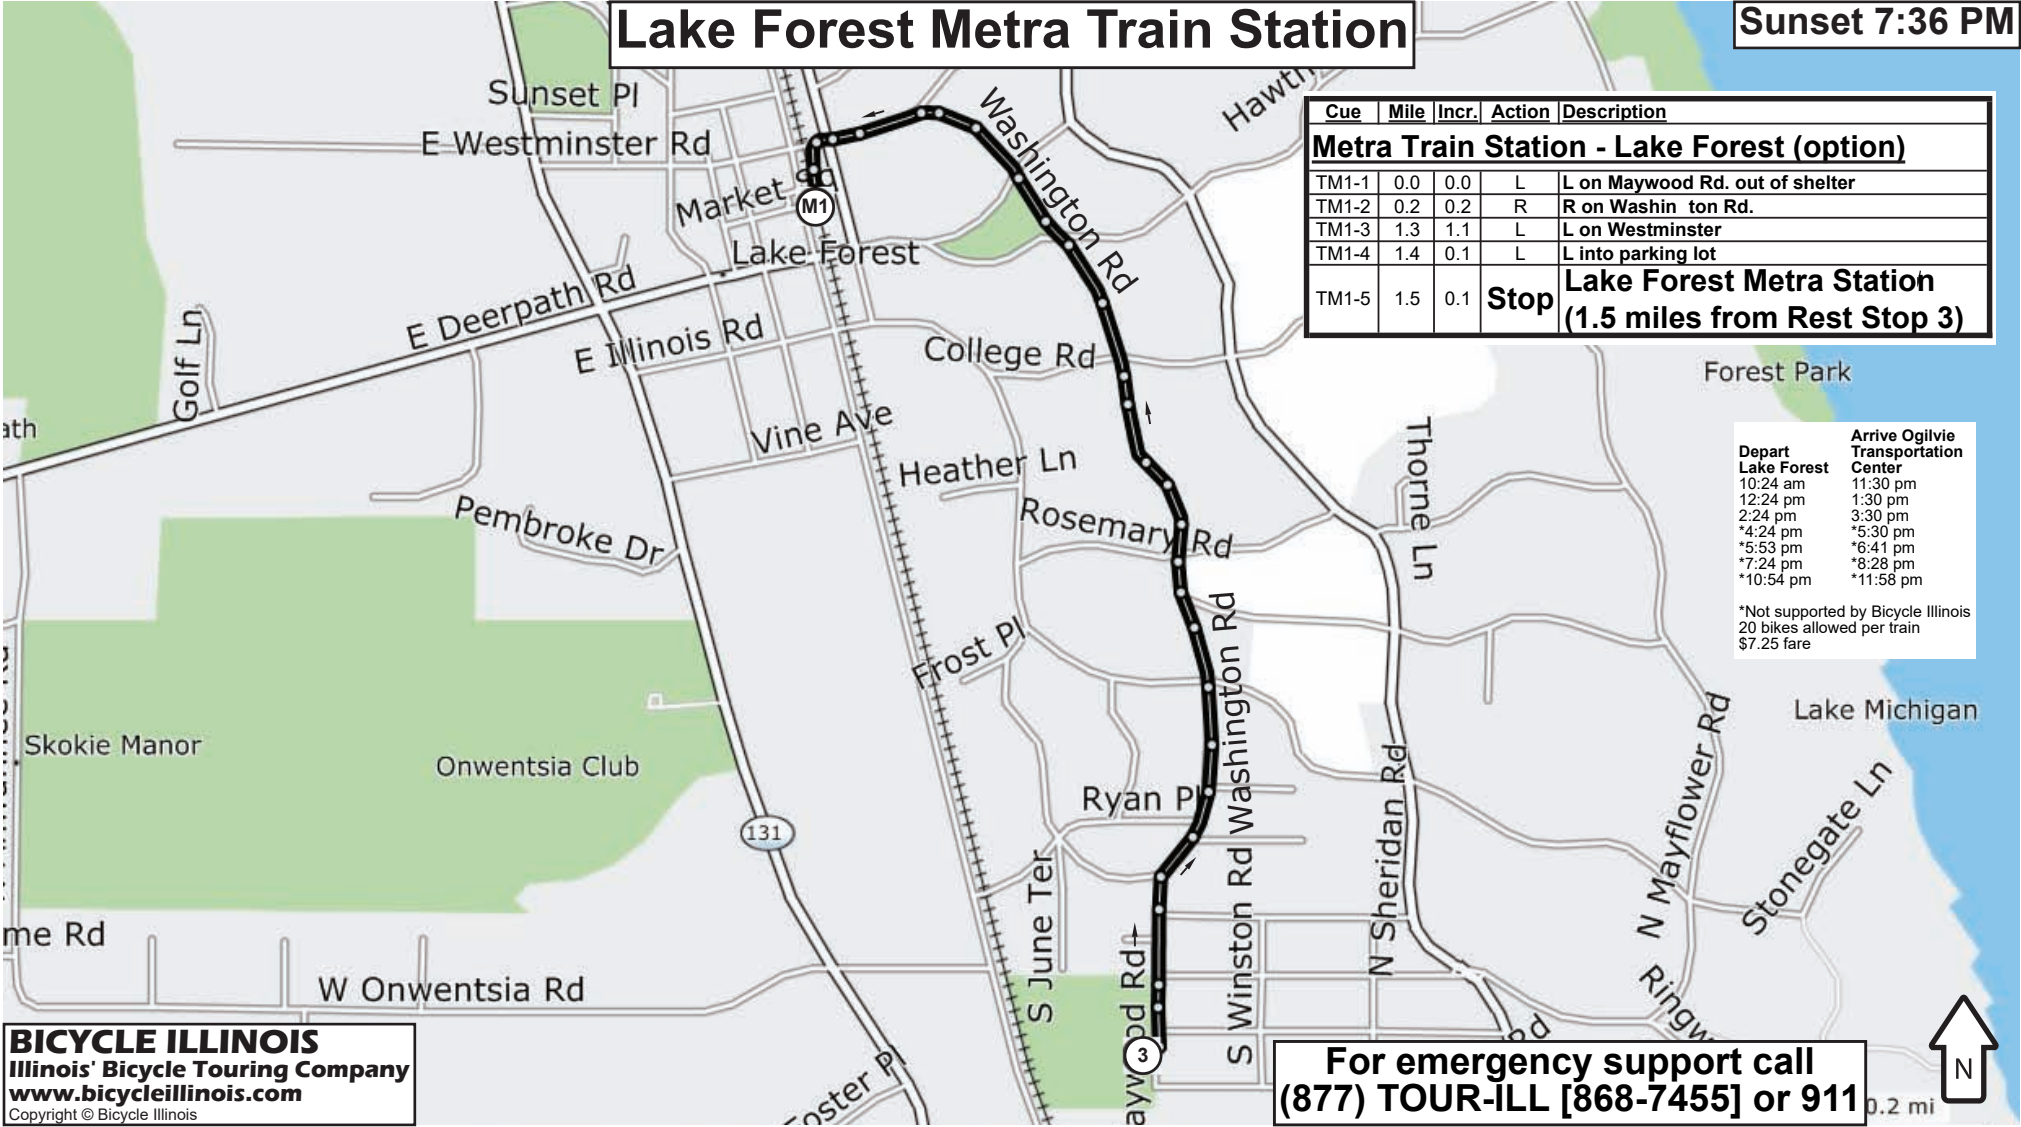 Lake Forest Metra Train Station
Sunset 7:36 PM
Cue Mile Incr. Action Description
Metra Train Station - Lake Forest (option)
TM1-1 0.0 0.0 L L on Maywood Rd. out of shelter
TM1-2 0.2 0.2 R R on Washin ton Rd.
TM1-3 1.3 1.1 L L on Westminster
TM1-4 1.4 0.1 L L into parking lot
TM1-5 1.5 0.1 Stop Lake Forest Metra Station
(1.5 miles from Rest Stop 3)
Sunset Pl
E Westminster Rd
Market Sq
M1
Lake Forest
Washington Rd
Hawth
E Deerpath Rd
Golf Ln
E Illinois Rd
College Rd
Forest Park
ath
Vine Ave
Heather Ln
Thorne Ln
Pembroke Dr
Rosemary Rd
Depart
Lake Forest
Arrive Ogilvie
Transportation
Center
10:24 am 11:30 pm
12:24 pm 1:30 pm
2:24 pm 3:30 pm
*4:24 pm *5:30 pm
*5:53 pm *6:41 pm
*7:24 pm *8:28 pm
*10:54 pm *11:58 pm
*Not supported by Bicycle Illinois
20 bikes allowed per train
$7.25 fare
Frost Pl
Washington Rd
Lake Michigan
Skokie Manor
Onwentsia Club
131
Ryan Pl
N Sheridan Rd
N Mayflower Rd
Stonegate Ln
S June Ter
S Winston Rd
me Rd
W Onwentsia Rd
aywood Rd
3
Ringw
Rd
Foster Pl
BICYCLE ILLINOIS
Illinois' Bicycle Touring Company
www.bicycleillinois.com
Copyright © Bicycle Illinois
For emergency support call
(877) TOUR-ILL [868-7455] or 911
0.2 mi
N